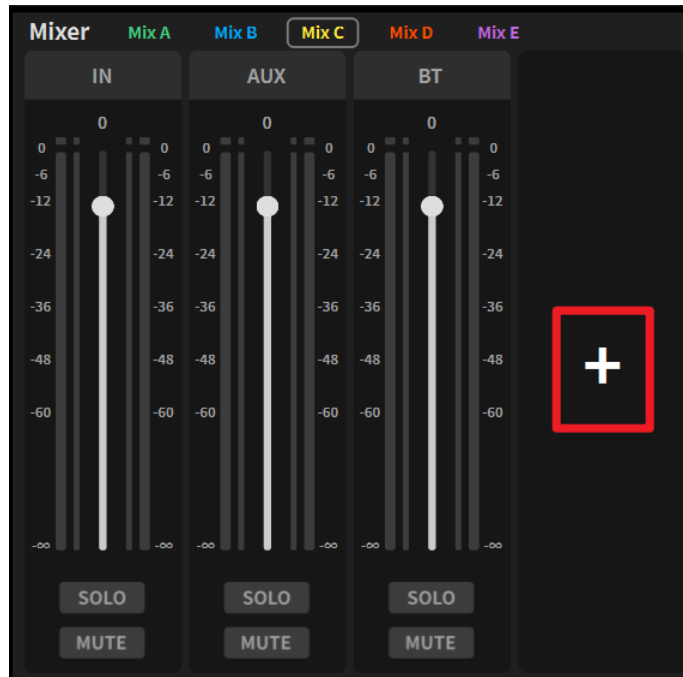 Mixer Mix A Mix B Mix C Mix D Mix E
IN AUX BT
0 0 0
0 0 0 0 0 0
-6 -6 -6 -6 -6 -6
-12 -12 -12 -12 -12 -12
-24 -24 -24 -24 -24 -24
-36 -36 -36 -36 -36 -36
-48 -48 -48 -48 -48 -48
+
-60 -60 -60 -60 -60 -60
-∞ -∞ -∞ -∞ -∞ -∞
SOLO SOLO SOLO
MUTE MUTE MUTE